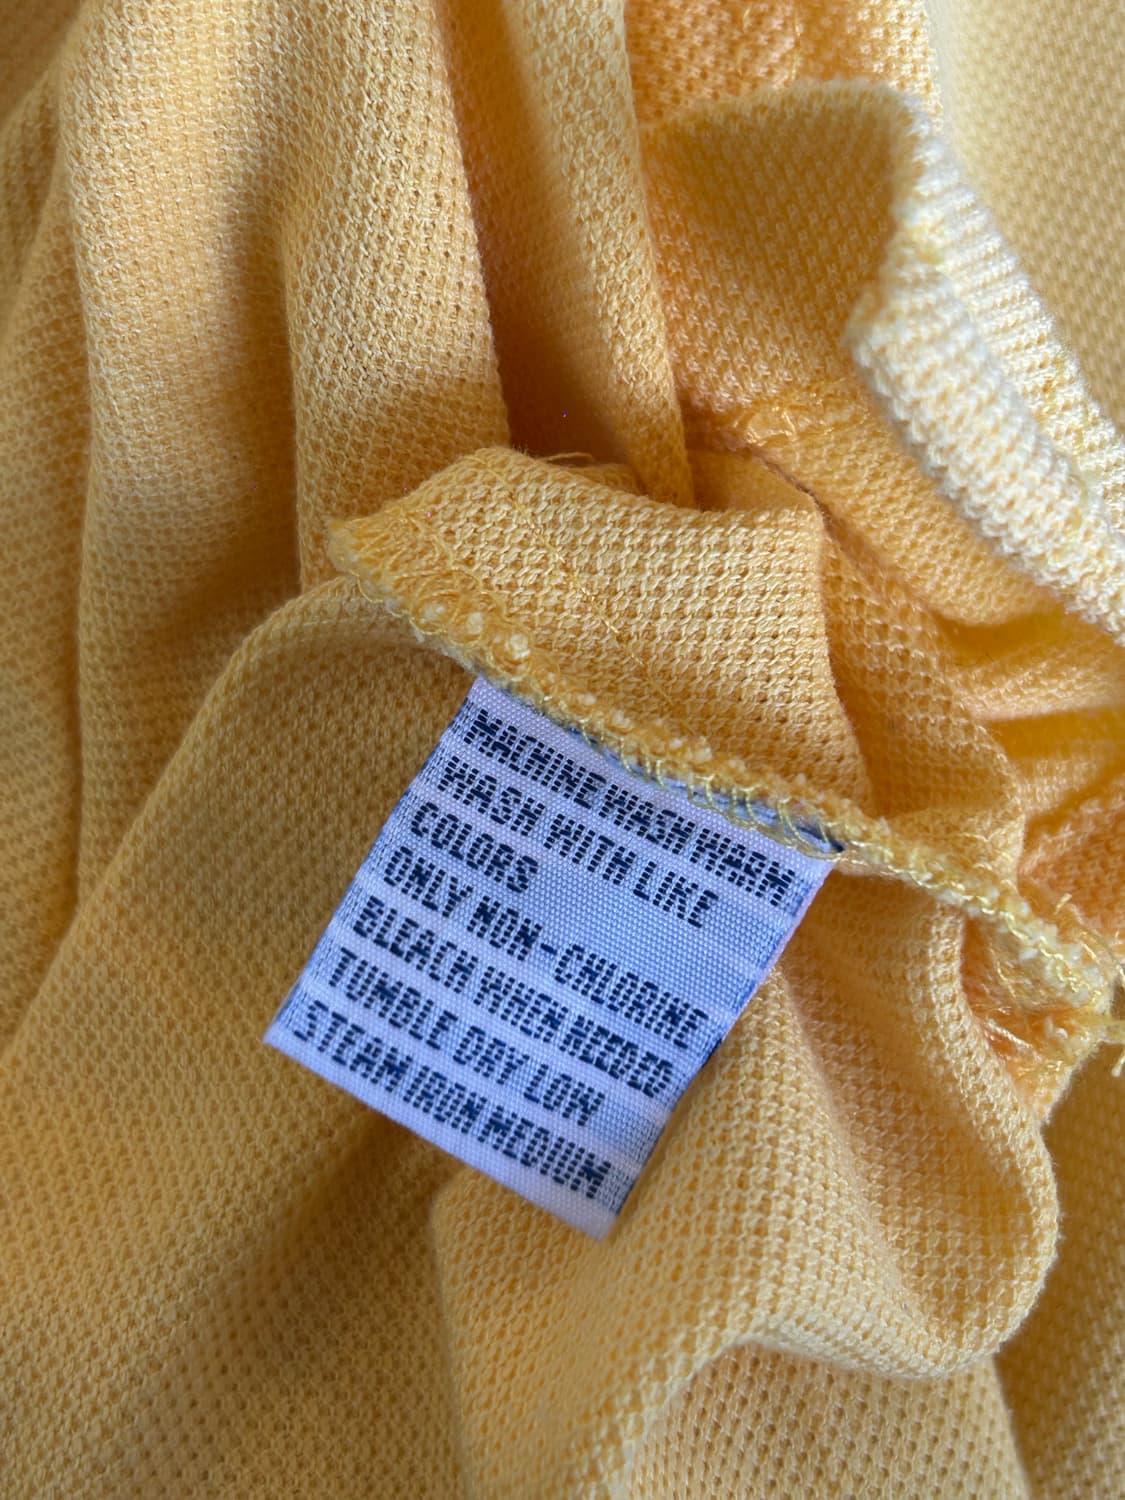 MACHINE WASH WARM
WASH WITH LIKE
COLORS
ONLY NON-CHLORINE
BLEACH WHEN NEEDED
TUMBLE DRY LOW
STEAM IRON MEDIUM